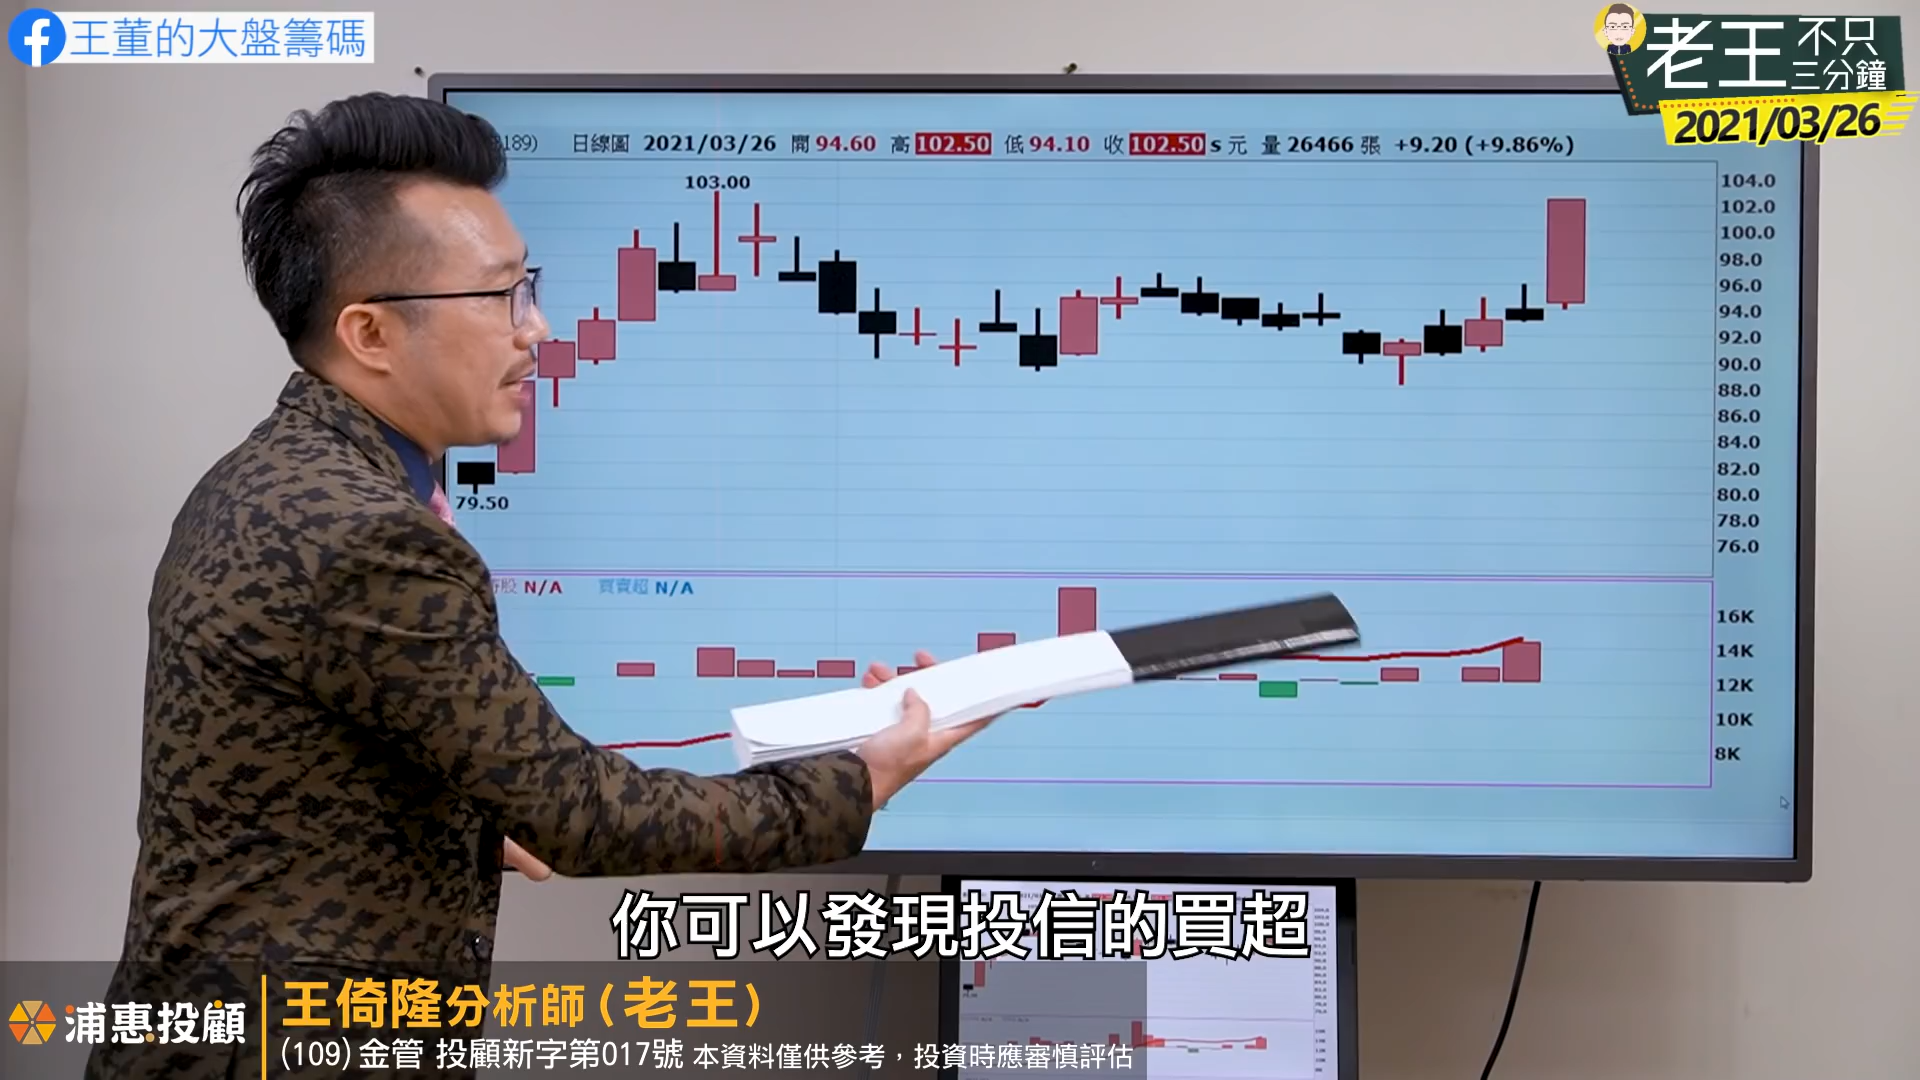 王董的大盤籌碼
老王 不只三分鐘
2021/03/26
189) 日線圖 2021/03/26 開 94.60 高 102.50 低 94.10 收 102.50 s 元 量 26466 張 +9.20 (+9.86%)
103.00
79.50
104.0
102.0
100.0
98.0
96.0
94.0
92.0
90.0
88.0
86.0
84.0
82.0
80.0
78.0
76.0
N/A 買賣超 N/A
16K
14K
12K
10K
8K
你可以發現投信的買超
浦惠投顧
王倚隆分析師(老王)
(109) 金管 投顧新字第017號 本資料僅供參考，投資時應審慎評估